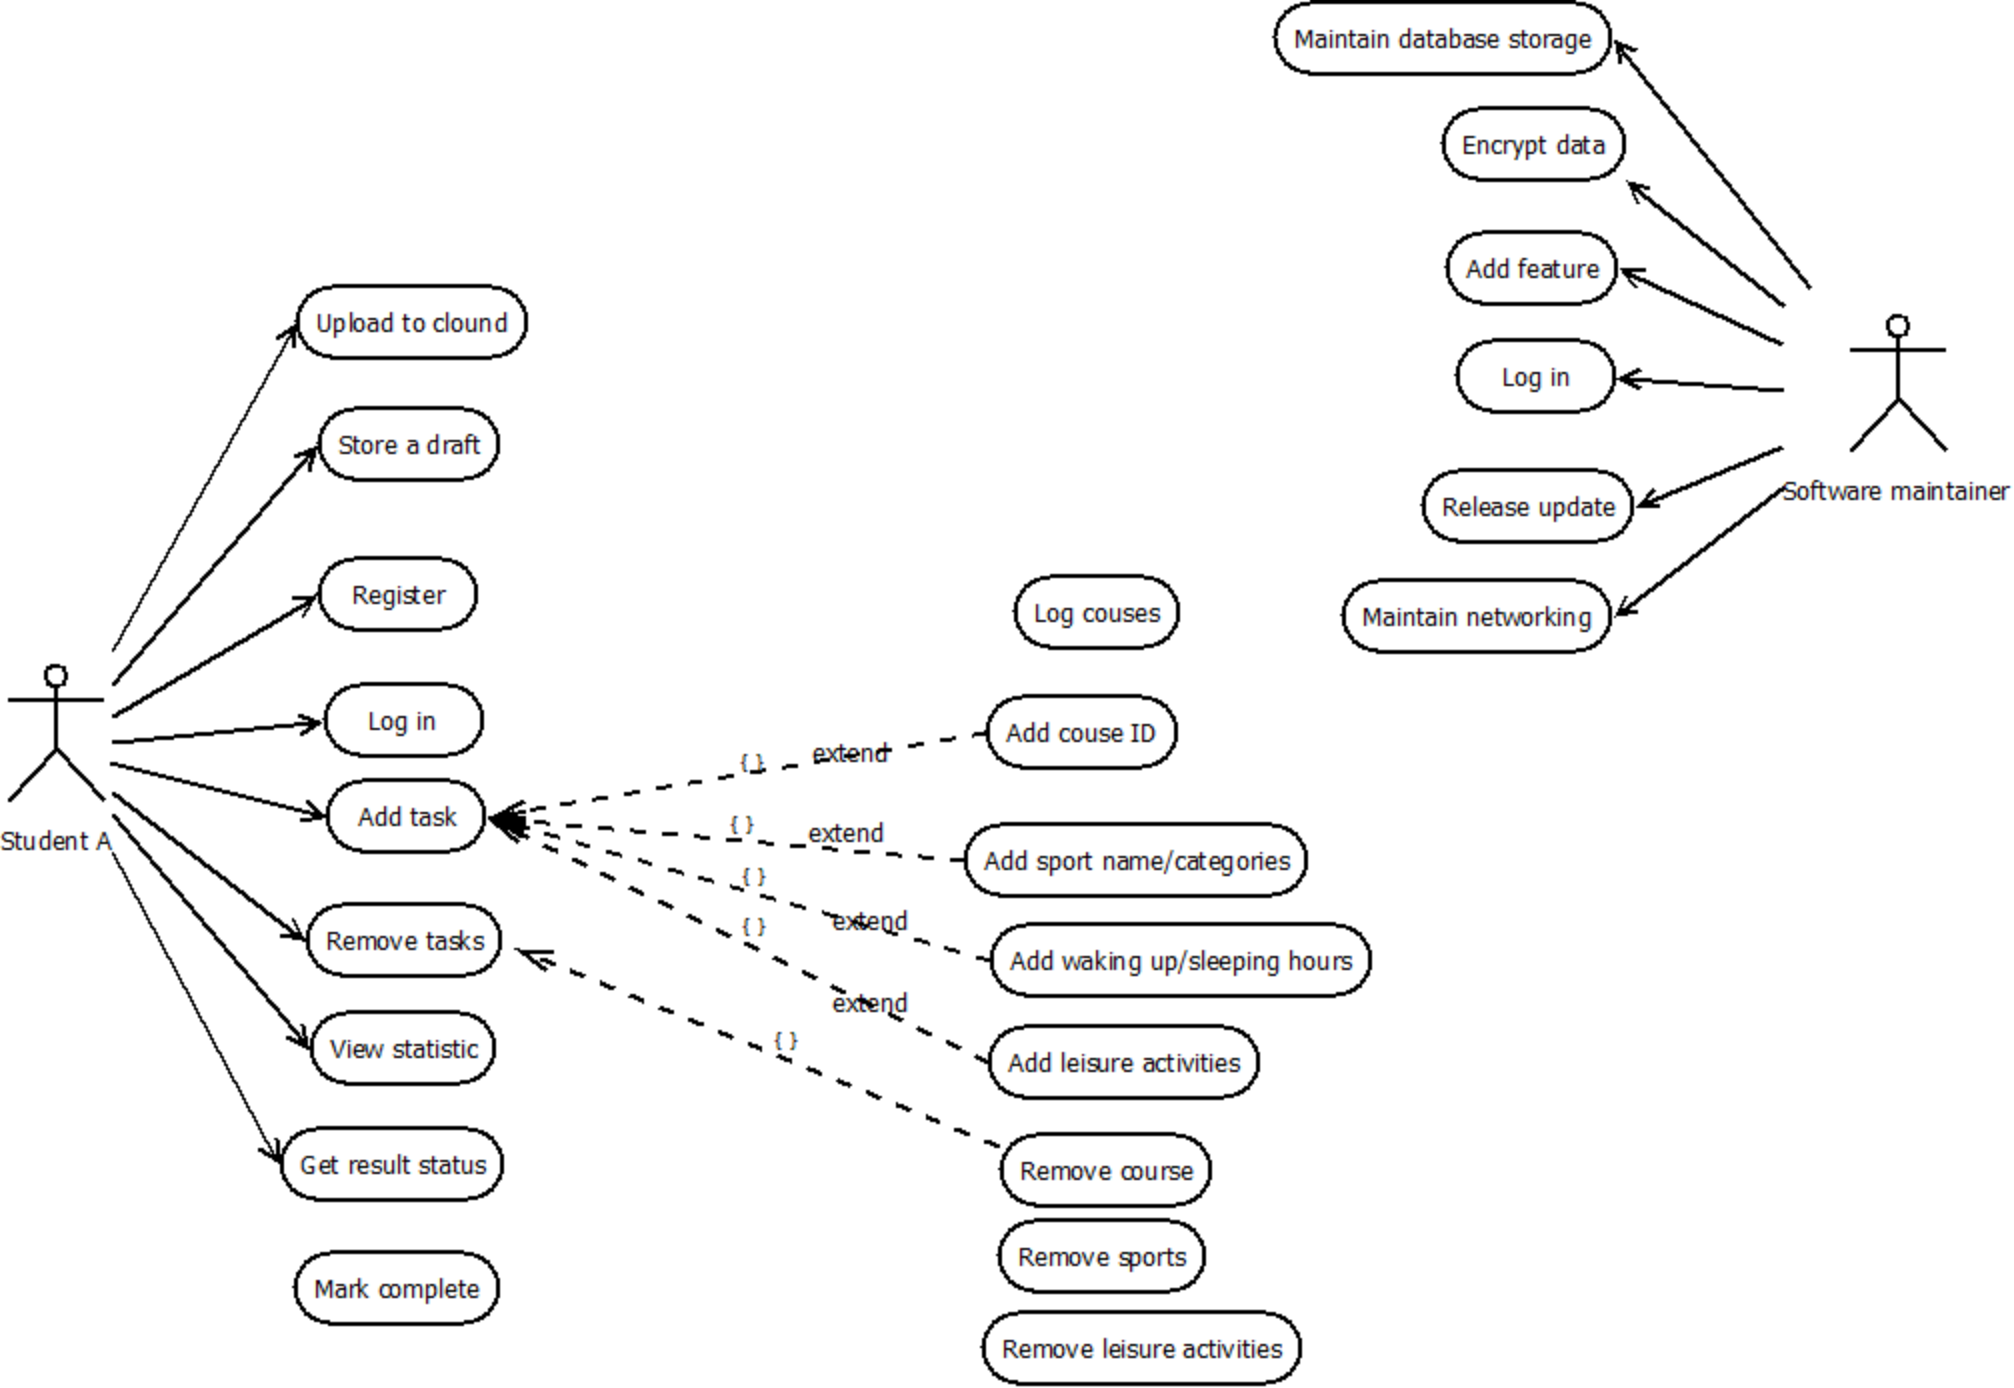 Maintain database storage
Encrypt data
Add feature
Upload to clound
Log in
Store a draft
Software maintainer
Release update
Register
Log couses
Maintain networking
Log in
Add couse ID
{ } extend
Add task
{ } extend
Student A
Add sport name/categories
{ }
extend
Remove tasks
{ }
Add waking up/sleeping hours
extend
View statistic
{ }
Add leisure activities
Get result status
Remove course
Remove sports
Mark complete
Remove leisure activities